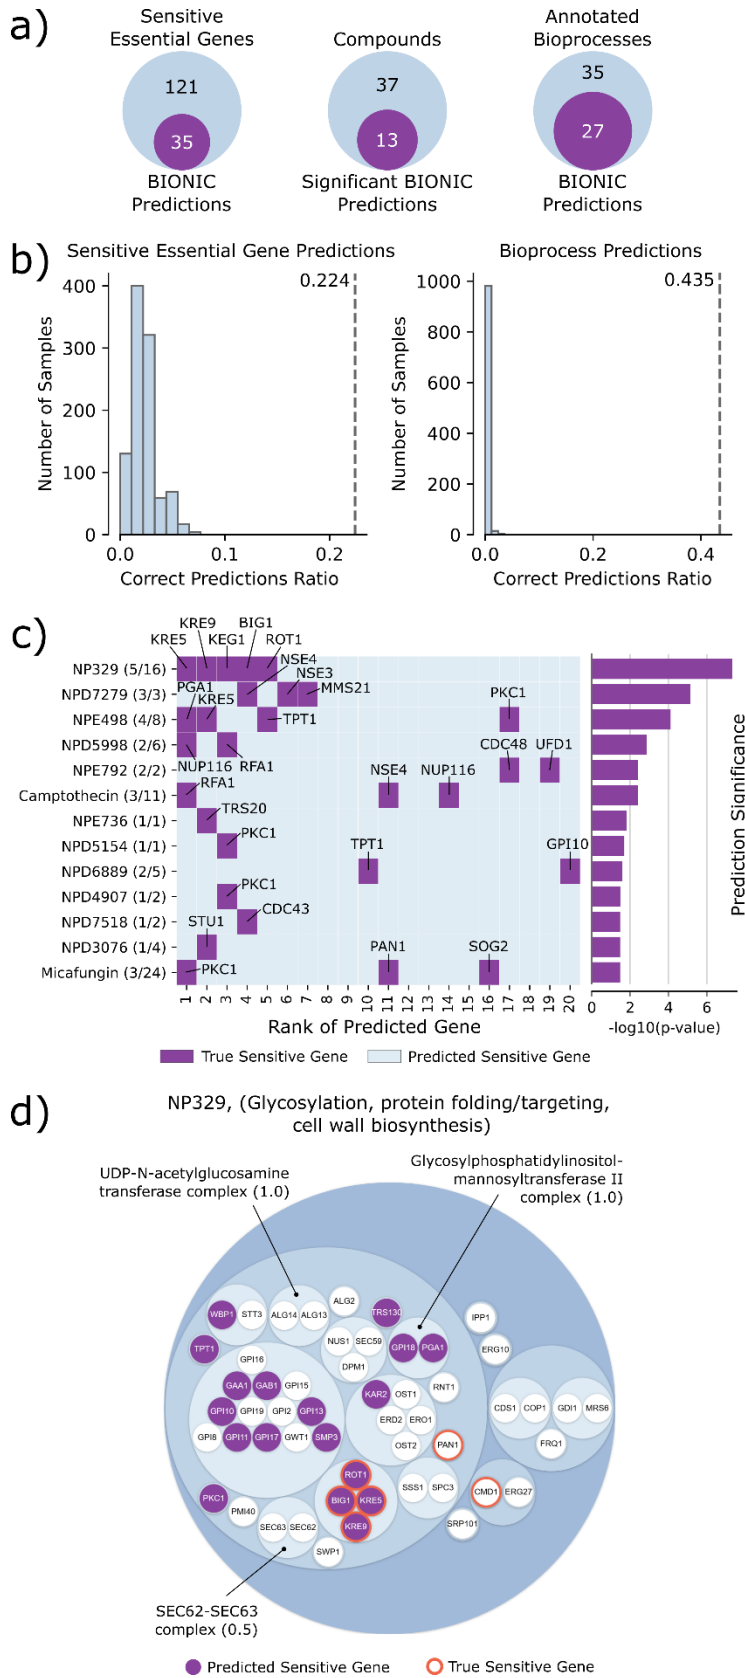 a)
Sensitive
Essential Genes
Compounds
Annotated
Bioprocesses
121
37
35
35
13
27
BIONIC
Predictions
Significant BIONIC
Predictions
BIONIC
Predictions
b)
Sensitive Essential Gene Predictions
Bioprocess Predictions
0.224
0.435
Number of Samples
400
300
200
100
0
0.0
0.1
0.2
Correct Predictions Ratio
Number of Samples
1000
800
600
400
200
0
0.0
0.2
0.4
Correct Predictions Ratio
c)
KRE5
KRE9
KEG1
BIG1
ROT1
NP329 (5/16)
NSE4
NSE3
MMS21
NPD7279 (3/3)
PGA1
KRE5
TPT1
PKC1
NPE498 (4/8)
NUP116
RFA1
NPD5998 (2/6)
CDC48
UFD1
NPE792 (2/2)
RFA1
NSE4
NUP116
Camptothecin (3/11)
TRS20
NPE736 (1/1)
PKC1
NPD5154 (1/1)
TPT1
GPI10
NPD6889 (2/5)
PKC1
NPD4907 (1/2)
CDC43
NPD7518 (1/2)
STU1
NPD3076 (1/4)
PKC1
PAN1
SOG2
Micafungin (3/24)
1 2 3 4 5 6 7 8 9 10 11 12 13 14 15 16 17 18 19 20
Rank of Predicted Gene
0 2 4 6
-log10(p-value)
Prediction Significance
True Sensitive Gene
Predicted Sensitive Gene
d)
NP329, (Glycosylation, protein folding/targeting,
cell wall biosynthesis)
UDP-N-acetylglucosamine
transferase complex (1.0)
Glycosylphosphatidylinositol-
mannosyltransferase II
complex (1.0)
WBP1
STT3
ALG14
ALG13
ALG2
TRS130
IPP1
TPT1
NUS1
SEC59
DPM1
GPI18
PGA1
ERG10
GPI16
GAA1
GAB1
GPI15
GPI10
GPI19
GPI2
GPI13
GPI8
GPI11
GPI17
GWT1
SMP3
KAR2
OST1
RNT1
ERD2
ERO1
OST2
PAN1
CDS1
COP1
GDI1
MRS6
FRQ1
ROT1
BIG1
KRE5
KRE9
SSS1
SPC3
CMD1
ERG27
SRP101
PKC1
PMI40
SEC63
SEC62
SWP1
SEC62-SEC63
complex (0.5)
Predicted Sensitive Gene
True Sensitive Gene